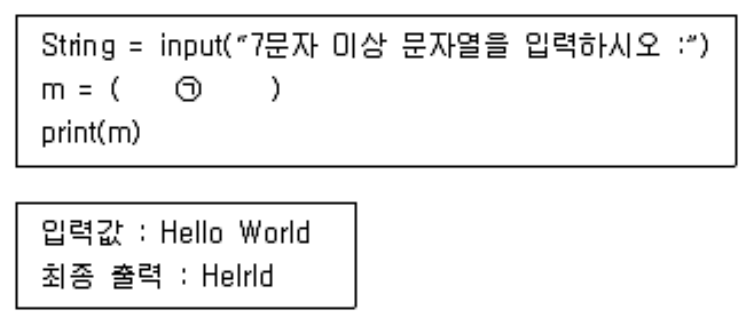 String = input(“7문자 이상 문자열을 입력하시오 :”)
m = ( ㉠ )
print(m)
입력값 : Hello World
최종 출력 : Helrld